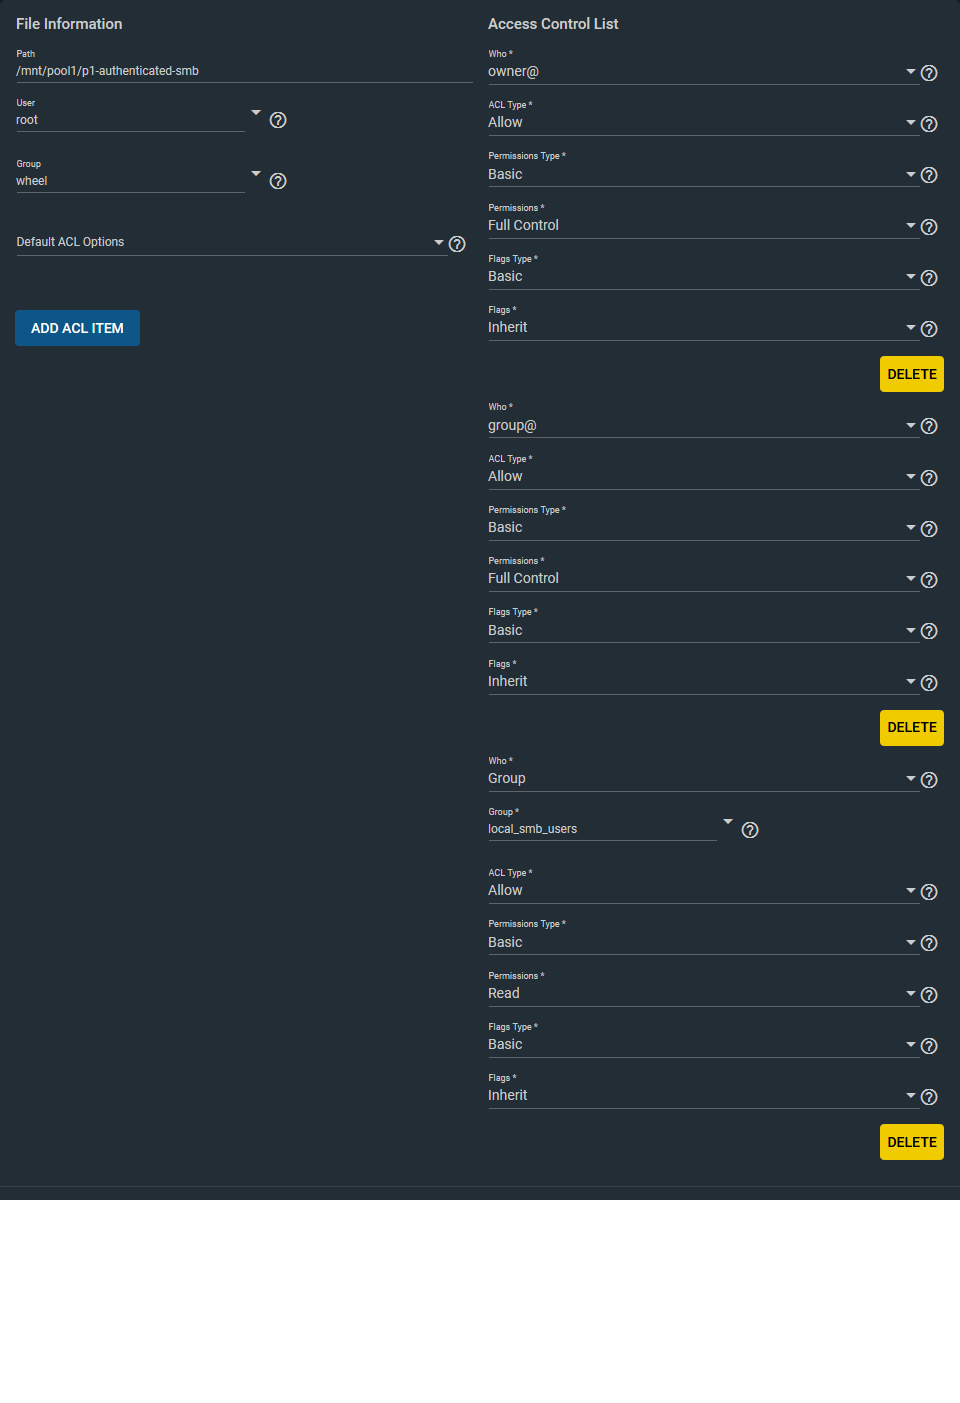 File Information
Path
/mnt/pool1/p1-authenticated-smb
User
root
Group
wheel
Default ACL Options
ADD ACL ITEM
Access Control List
Who *
owner@
ACL Type *
Allow
Permissions Type *
Basic
Permissions *
Full Control
Flags Type *
Basic
Flags *
Inherit
DELETE
Who *
group@
ACL Type *
Allow
Permissions Type *
Basic
Permissions *
Full Control
Flags Type *
Basic
Flags *
Inherit
DELETE
Who *
Group
Group *
local_smb_users
ACL Type *
Allow
Permissions Type *
Basic
Permissions *
Read
Flags Type *
Basic
Flags *
Inherit
DELETE